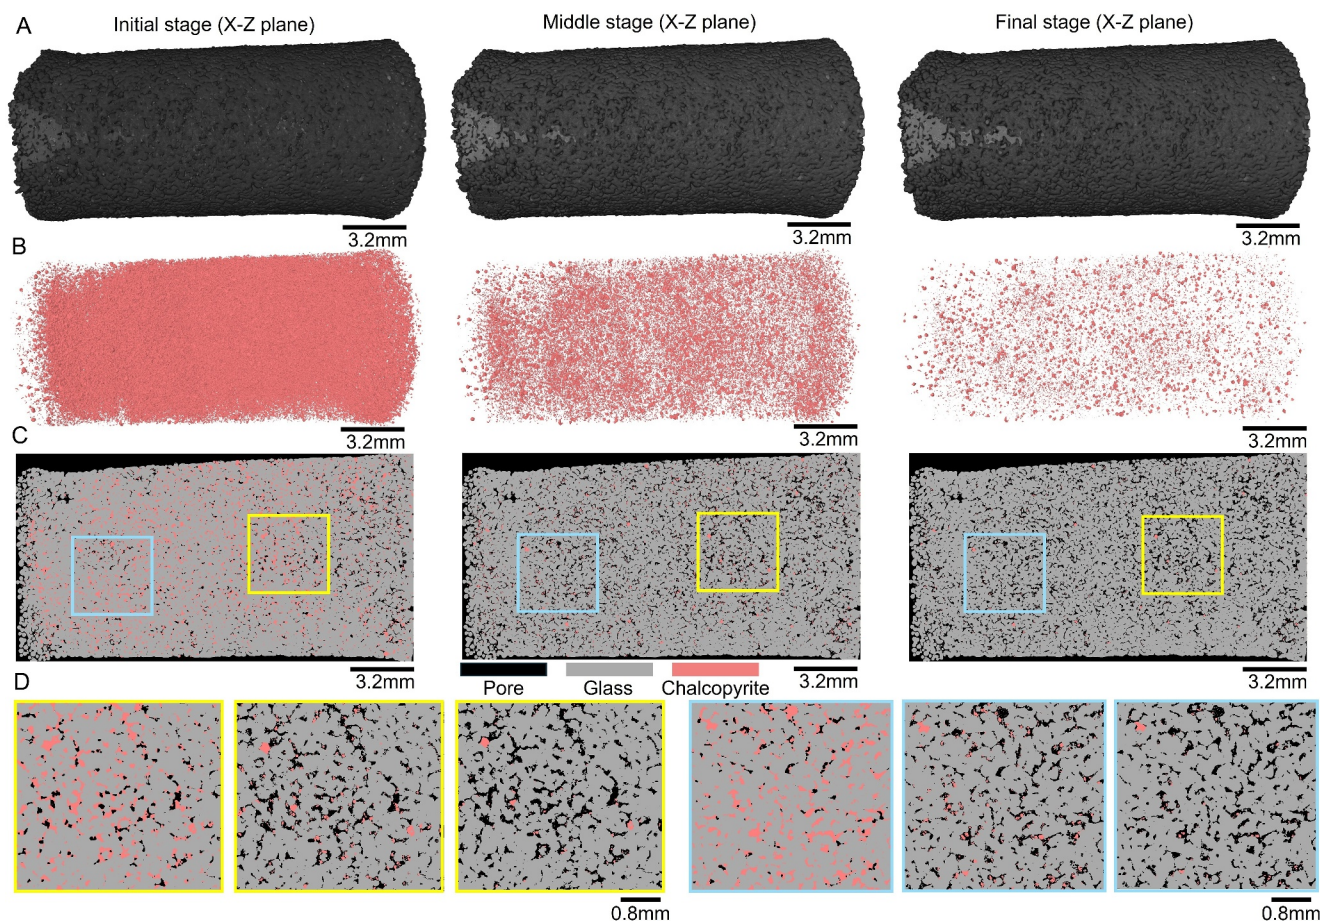 A
Initial stage (X-Z plane)
Middle stage (X-Z plane)
Final stage (X-Z plane)
3.2mm
3.2mm
3.2mm
B
3.2mm
3.2mm
3.2mm
C
3.2mm
3.2mm
3.2mm
Pore
Glass
Chalcopyrite
D
0.8mm
0.8mm